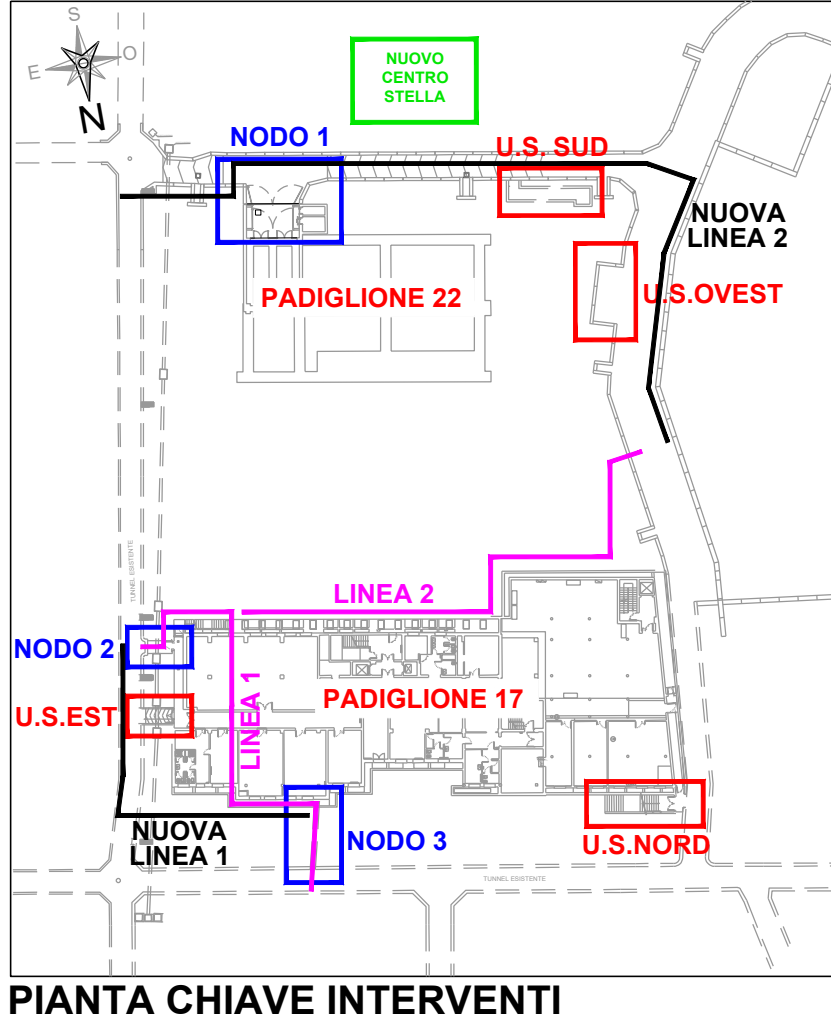 S
O
E
N
NUOVO
CENTRO
STELLA
NODO 1
U.S. SUD
NUOVA
LINEA 2
PADIGLIONE 22
U.S.OVEST
TUNNEL ESISTENTE
LINEA 2
NODO 2
LINEA 1
PADIGLIONE 17
U.S.EST
NUOVA
LINEA 1
NODO 3
U.S.NORD
TUNNEL ESISTENTE
PIANTA CHIAVE INTERVENTI